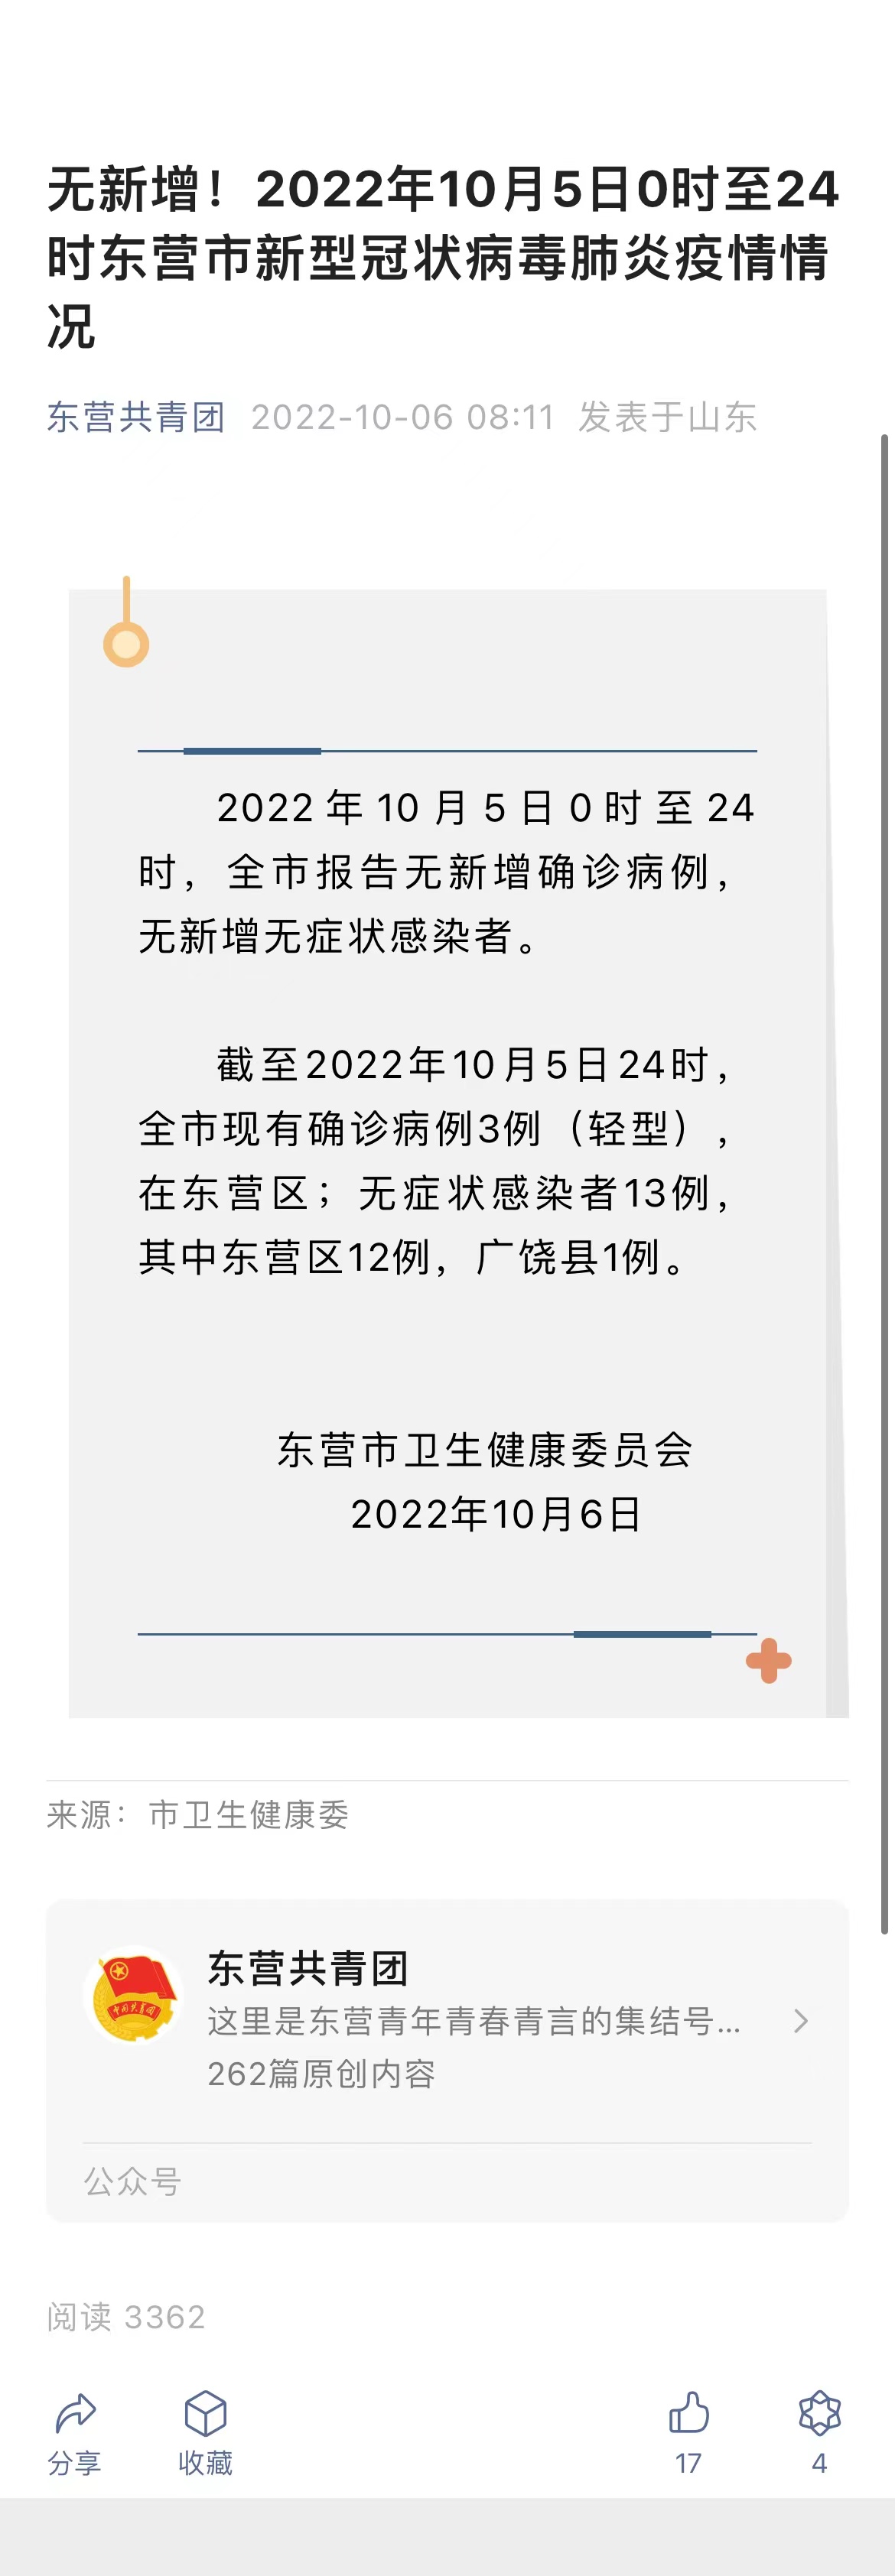 无新增！2022年10月5日0时至24
时东营市新型冠状病毒肺炎疫情情
况
东营共青团 2022-10-06 08:11 发表于山东
2022年10月5日0时至24
时，全市报告无新增确诊病例，
无新增无症状感染者。
截至2022年10月5日24时，
全市现有确诊病例3例（轻型），
在东营区；无症状感染者13例，
其中东营区12例，广饶县1例。
东营市卫生健康委员会
2022年10月6日
来源：市卫生健康委
东营共青团
这里是东营青年青春青言的集结号...
262篇原创内容
中国共青团
公众号
阅读 3362
分享 收藏 17 4